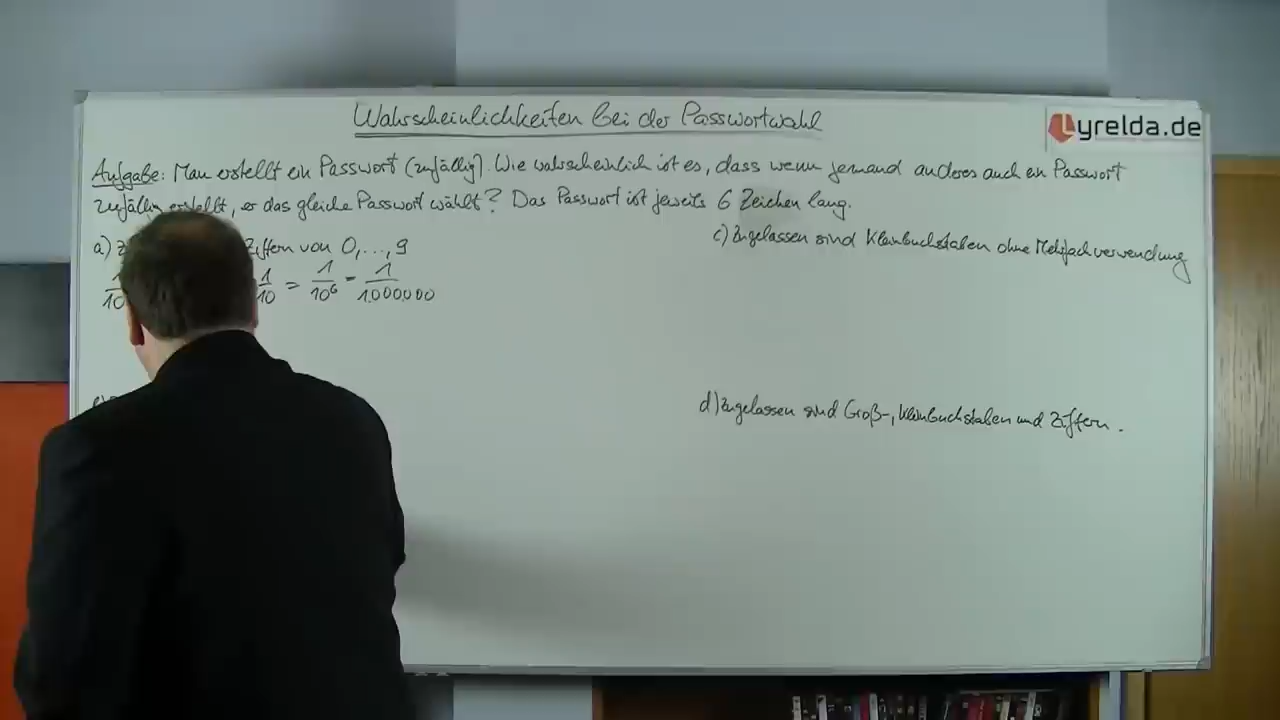 Wahrscheinlichkeiten bei der Passwortwahl
Lyrelda.de
Aufgabe: Man erstellt ein Passwort (zufällig). Wie wahrscheinlich ist es, dass wenn jemand anderes auch ein Passwort
zufällig erstellt, er das gleiche Passwort wählt? Das Passwort ist jeweils 6 Zeichen lang.
a) Ziffern von 0,...,9
1/10 1/10 = 1/10⁶ = 1/1.000.000
c) Zugelassen sind Kleinbuchstaben ohne Mehrfachverwendung
d) Zugelassen sind Groß-, Kleinbuchstaben und Ziffern.